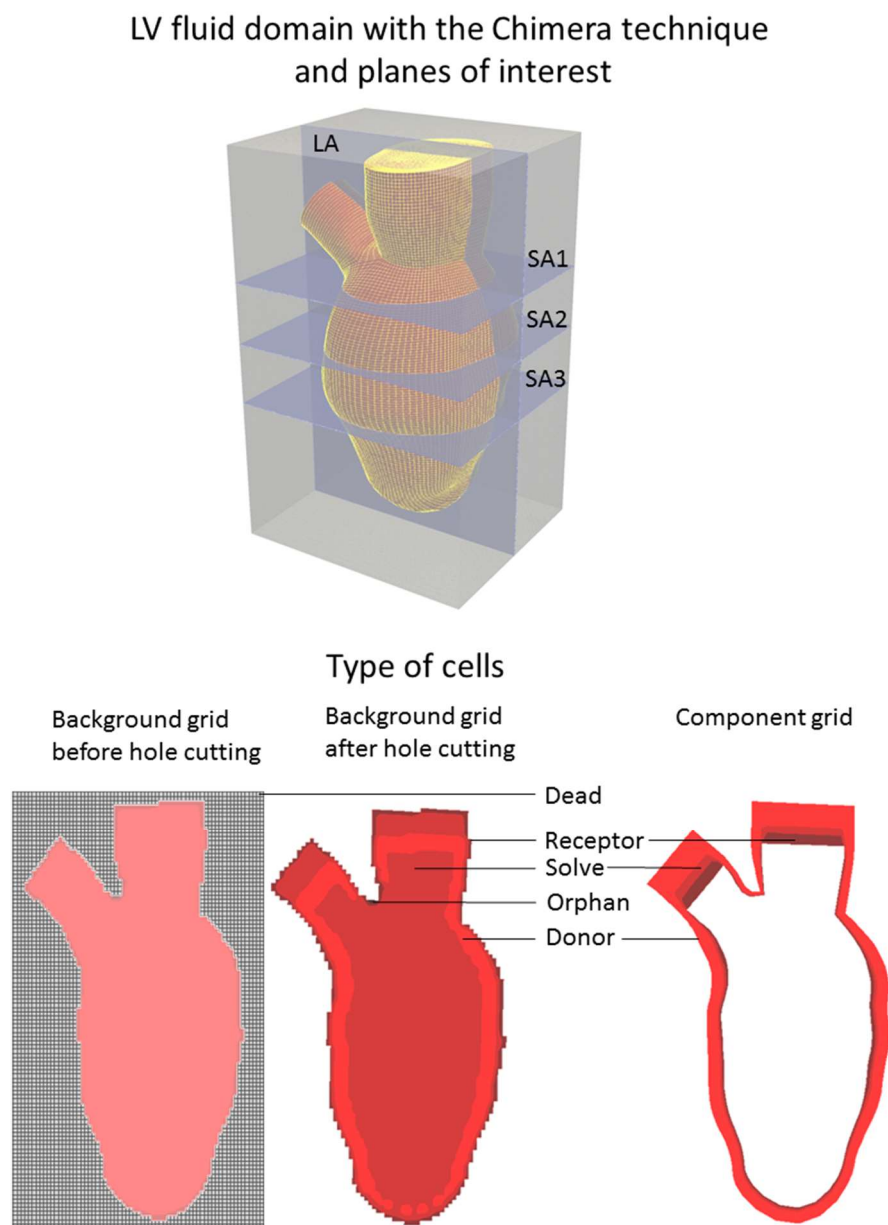 LV fluid domain with the Chimera technique
and planes of interest
LA
SA1
SA2
SA3
Type of cells
Background grid
before hole cutting
Background grid
after hole cutting
Component grid
Dead
Receptor
Solve
Orphan
Donor